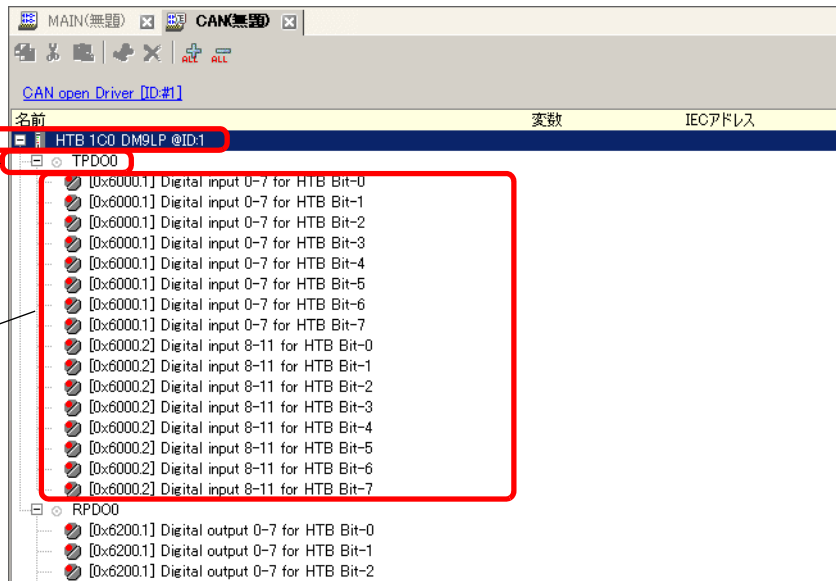 MAIN(無題) CAN(無題)
ALL ALL
CAN open Driver [ID:#1]
名前 変数 IECアドレス
HTB 1C0 DM9LP @ID:1
TPDO0
[0x6000.1] Digital input 0-7 for HTB Bit-0
[0x6000.1] Digital input 0-7 for HTB Bit-1
[0x6000.1] Digital input 0-7 for HTB Bit-2
[0x6000.1] Digital input 0-7 for HTB Bit-3
[0x6000.1] Digital input 0-7 for HTB Bit-4
[0x6000.1] Digital input 0-7 for HTB Bit-5
[0x6000.1] Digital input 0-7 for HTB Bit-6
[0x6000.1] Digital input 0-7 for HTB Bit-7
[0x6000.2] Digital input 8-11 for HTB Bit-0
[0x6000.2] Digital input 8-11 for HTB Bit-1
[0x6000.2] Digital input 8-11 for HTB Bit-2
[0x6000.2] Digital input 8-11 for HTB Bit-3
[0x6000.2] Digital input 8-11 for HTB Bit-4
[0x6000.2] Digital input 8-11 for HTB Bit-5
[0x6000.2] Digital input 8-11 for HTB Bit-6
[0x6000.2] Digital input 8-11 for HTB Bit-7
RPDO0
[0x6200.1] Digital output 0-7 for HTB Bit-0
[0x6200.1] Digital output 0-7 for HTB Bit-1
[0x6200.1] Digital output 0-7 for HTB Bit-2